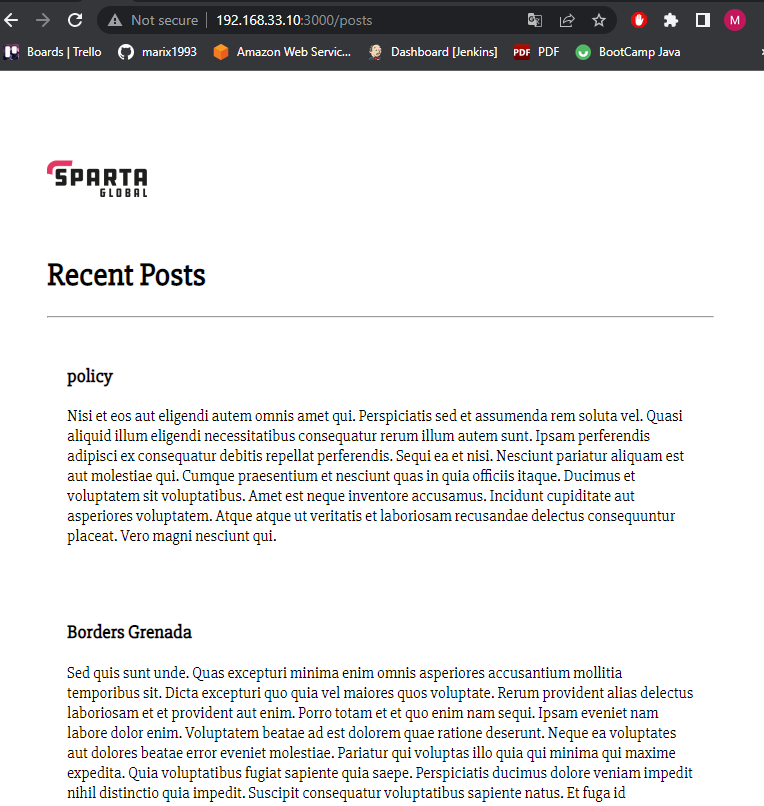 Not secure 192.168.33.10:3000/posts
M
Boards | Trello marix1993 Amazon Web Servic... Dashboard [Jenkins] PDF PDF BootCamp Java
SPARTA
GLOBAL
Recent Posts
policy
Nisi et eos aut eligendi autem omnis amet qui. Perspiciatis sed et assumenda rem soluta vel. Quasi
aliquid illum eligendi necessitatibus consequatur rerum illum autem sunt. Ipsam perferendis
adipisci ex consequatur debitis repellat perferendis. Sequi ea et nisi. Nesciunt pariatur aliquam est
aut molestiae qui. Cumque praesentium et nesciunt quas in quia officiis itaque. Ducimus et
voluptatem sit voluptatibus. Amet est neque inventore accusamus. Incidunt cupiditate aut
asperiores voluptatem. Atque atque ut veritatis et laboriosam recusandae delectus consequuntur
placeat. Vero magni nesciunt qui.
Borders Grenada
Sed quis sunt unde. Quas excepturi minima enim omnis asperiores accusantium mollitia
temporibus sit. Dicta excepturi quo quia vel maiores quos voluptate. Rerum provident alias delectus
laboriosam et et provident aut enim. Porro totam et et quo enim nam sequi. Ipsam eveniet nam
labore dolor enim. Voluptatem beatae ad est dolorem quae ratione deserunt. Neque ea voluptates
aut dolores beatae error eveniet molestiae. Pariatur qui voluptas illo quia qui minima qui maxime
expedita. Quia voluptatibus fugiat sapiente quia saepe. Perspiciatis ducimus dolore veniam impedit
nihil distinctio quia impedit. Suscipit consequatur voluptatibus sapiente natus. Et fuga id